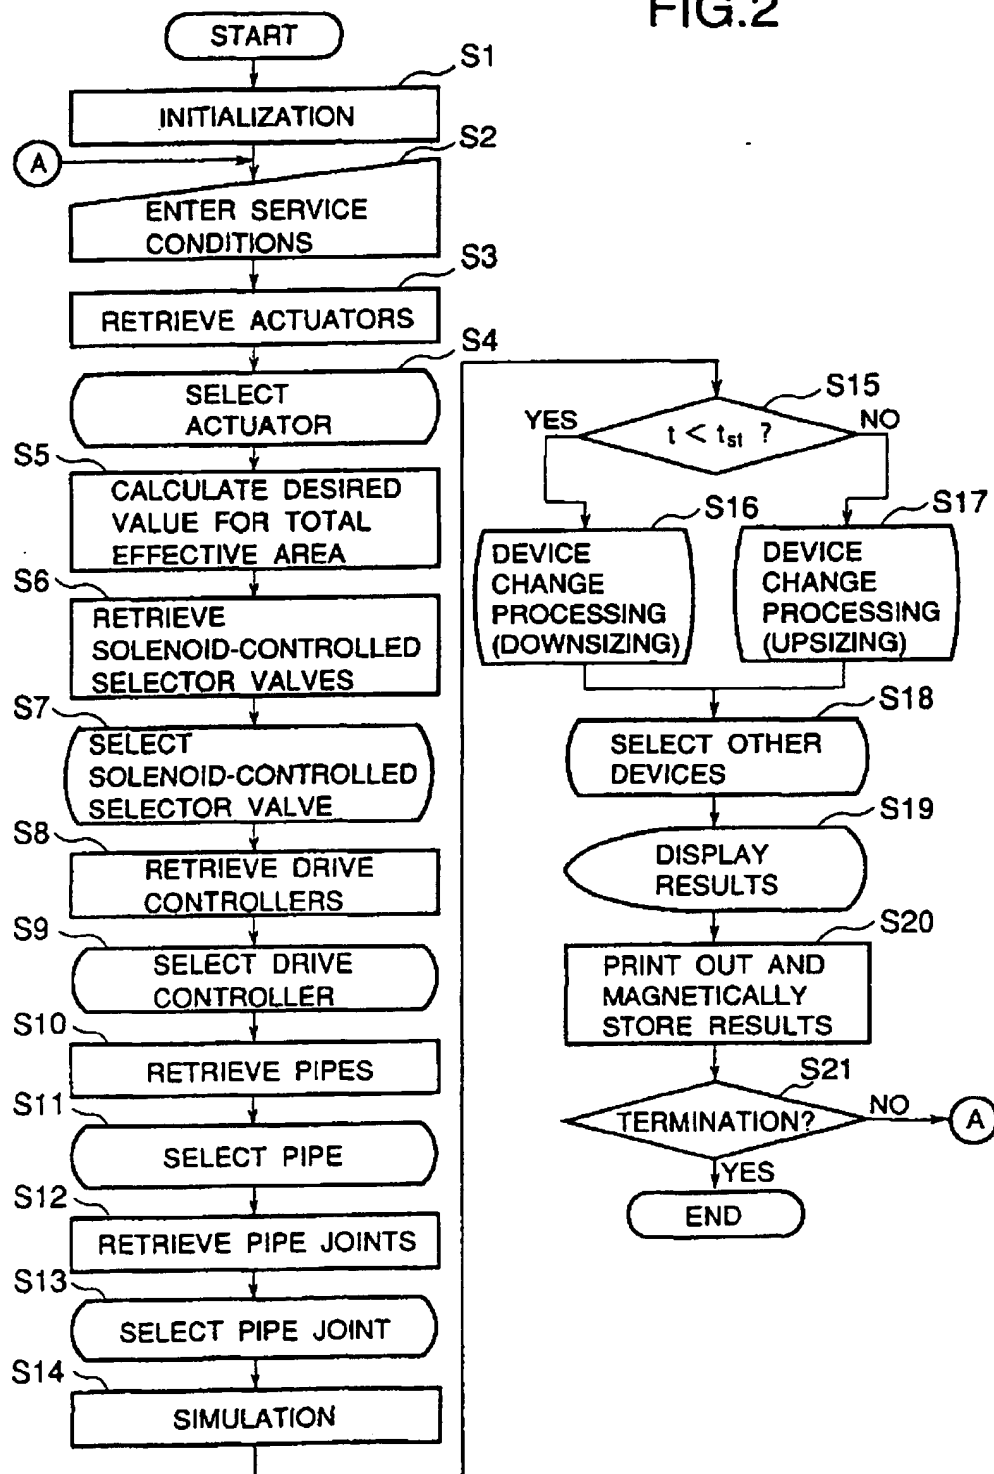 FIG.2
START
S1
INITIALIZATION
A
S2
ENTER SERVICE
CONDITIONS
S3
RETRIEVE ACTUATORS
S4
SELECT
ACTUATOR
S5
CALCULATE DESIRED
VALUE FOR TOTAL
EFFECTIVE AREA
S6
RETRIEVE
SOLENOID-CONTROLLED
SELECTOR VALVES
S7
SELECT
SOLENOID-CONTROLLED
SELECTOR VALVE
S8
RETRIEVE DRIVE
CONTROLLERS
S9
SELECT DRIVE
CONTROLLER
S10
RETRIEVE PIPES
S11
SELECT PIPE
S12
RETRIEVE PIPE JOINTS
S13
SELECT PIPE JOINT
S14
SIMULATION
S15
YES
NO
t < tst ?
S16
DEVICE
CHANGE
PROCESSING
(DOWNSIZING)
S17
DEVICE
CHANGE
PROCESSING
(UPSIZING)
S18
SELECT OTHER
DEVICES
S19
DISPLAY
RESULTS
S20
PRINT OUT AND
MAGNETICALLY
STORE RESULTS
S21
TERMINATION?
NO
A
YES
END